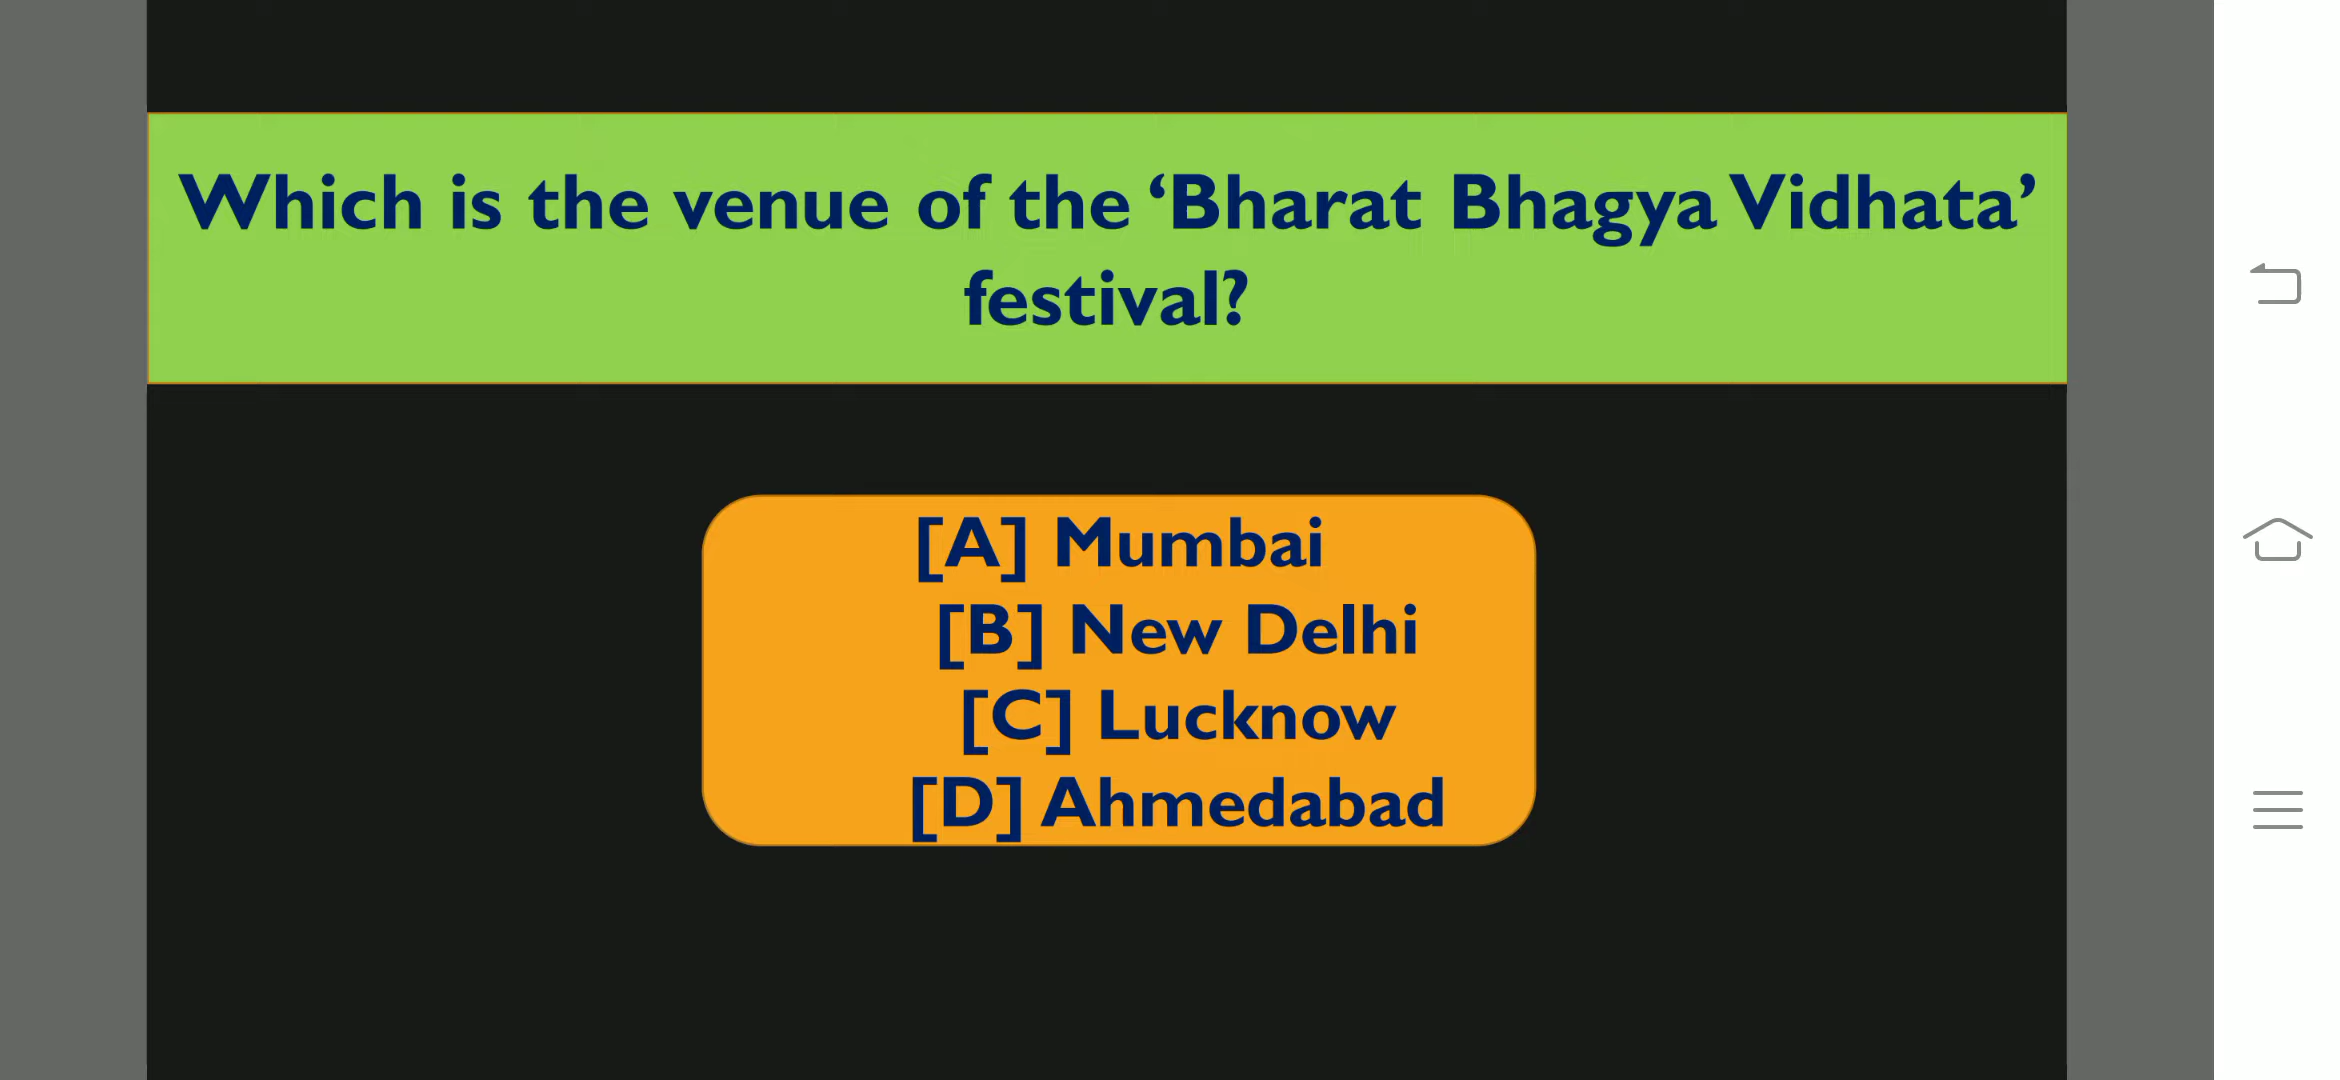 Which is the venue of the ‘Bharat Bhagya Vidhata’
festival?
[A] Mumbai
[B] New Delhi
[C] Lucknow
[D] Ahmedabad